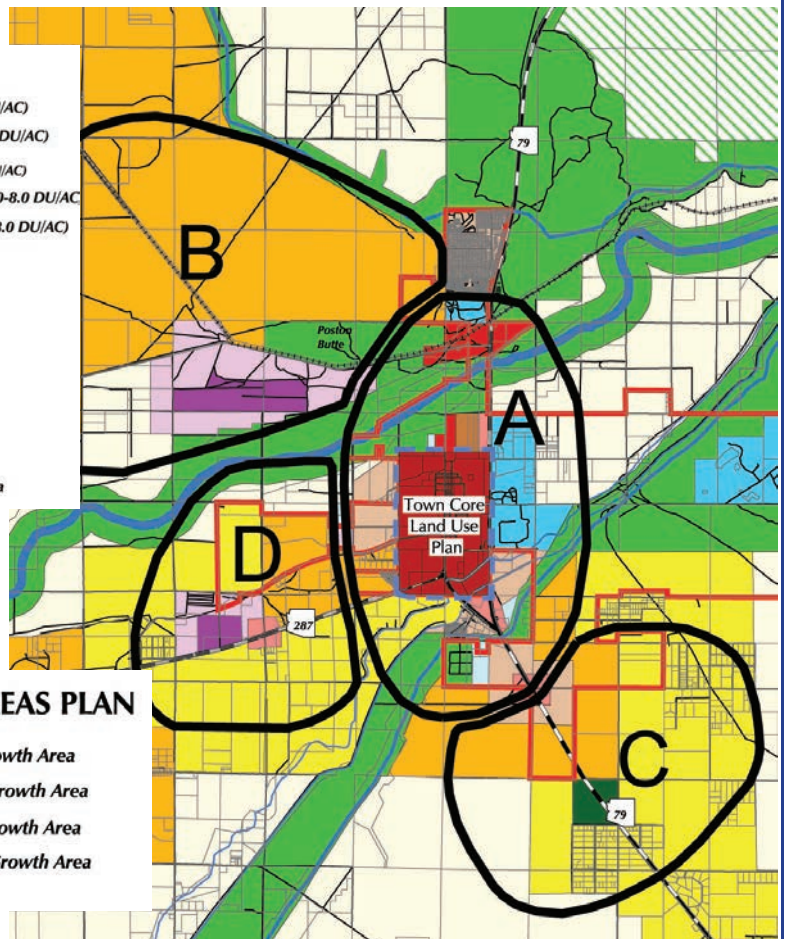 /AC)
DU/AC)
/AC)
0-8.0 DU/AC
8.0 DU/AC)
79
B
Poston
Butte
A
Town Core
Land Use
Plan
D
287
C
79
EAS PLAN
owth Area
rowth Area
owth Area
Growth Area